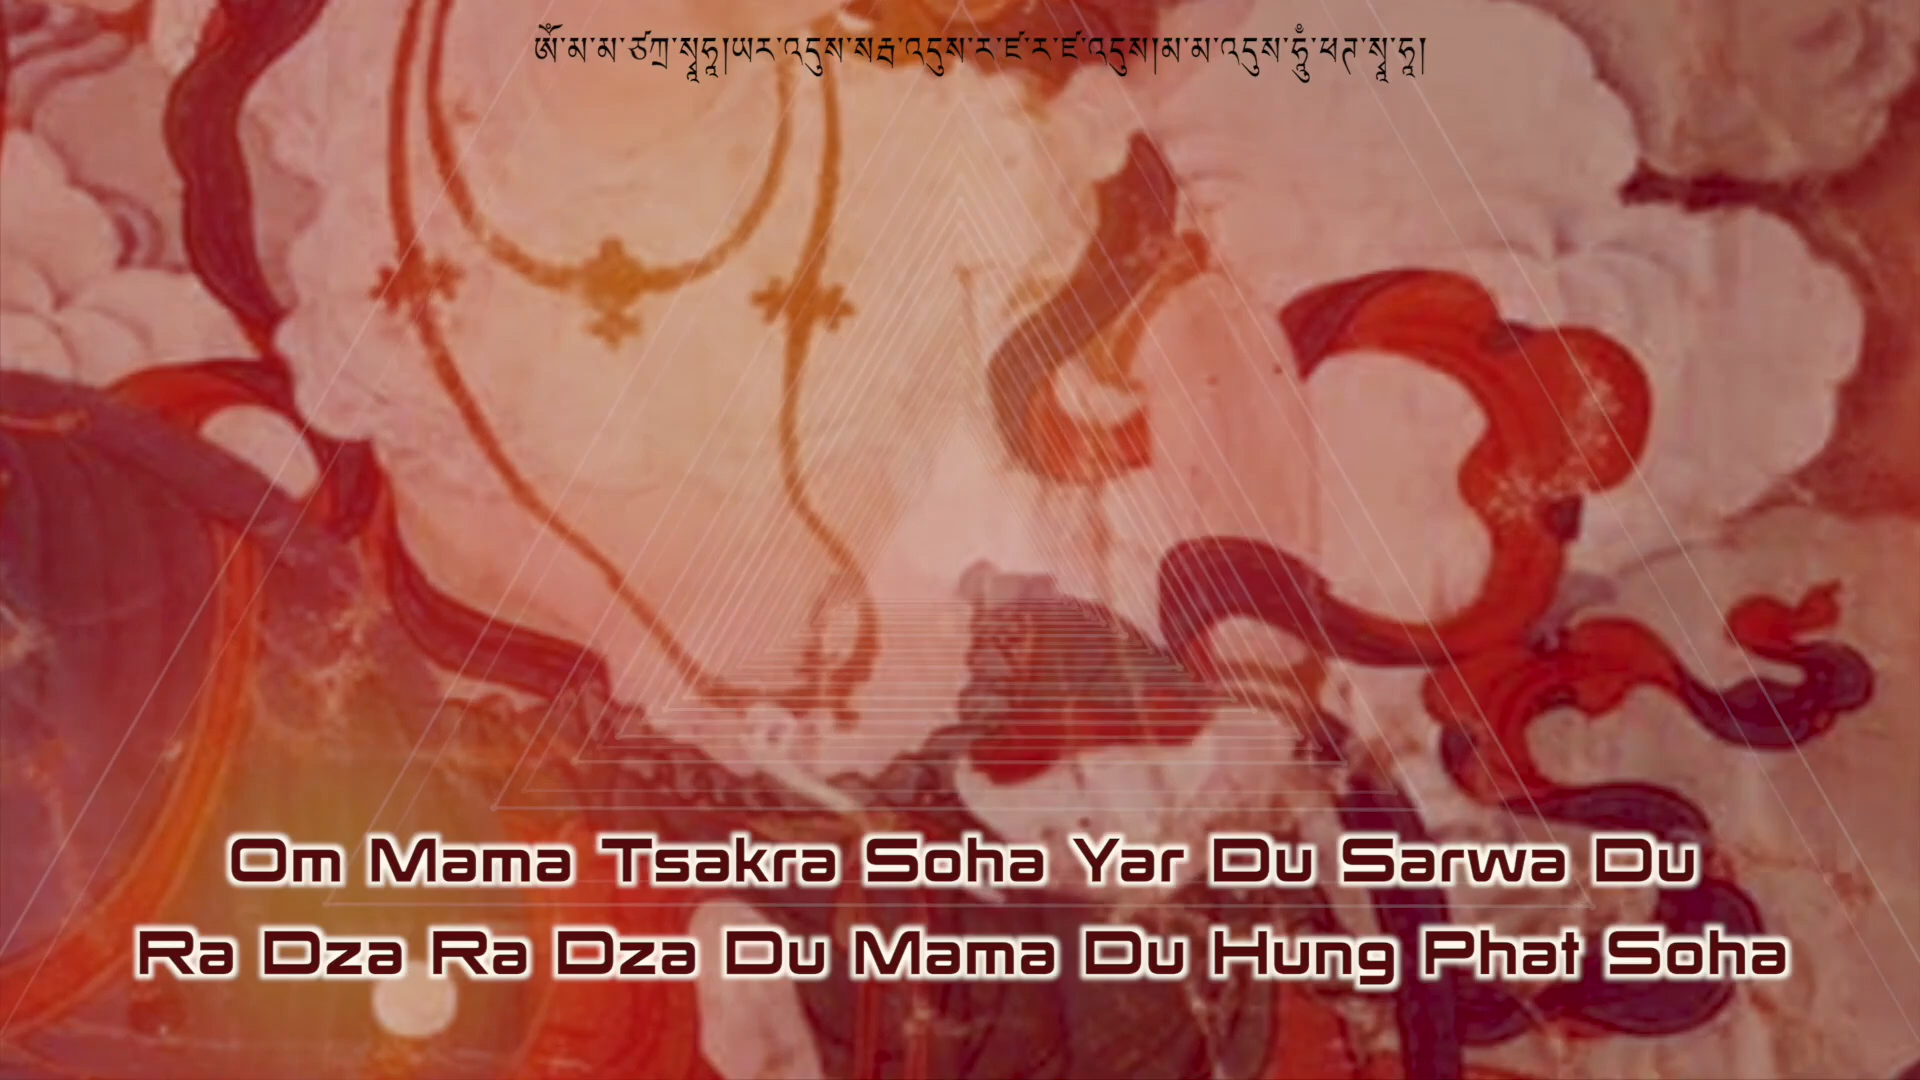 ༀ་མ་མ་ཙཀྲ་སྭཱཧཱ།ཡར་འདུས་སརྦ་འདུས་ར་ཛ་ར་ཛ་འདུས།མ་མ་འདུས་ཧཱུྃ་ཕཊ་སྭཱ་ཧཱ།
Om Mama Tsakra Soha Yar Du Sarwa Du
Ra Dza Ra Dza Du Mama Du Hung Phat Soha